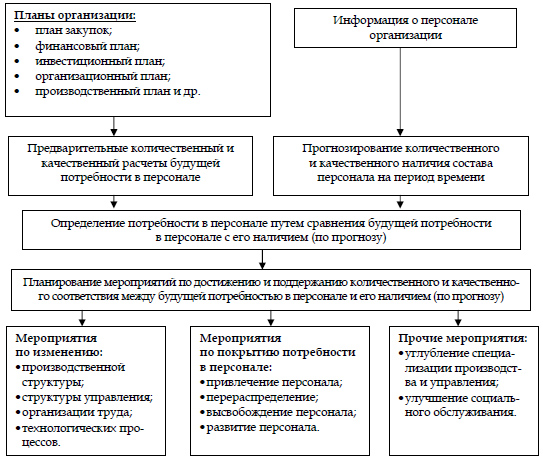 Планы организации:
• план закупок;
• финансовый план;
• инвестиционный план;
• организационный план;
• производственный план и др.
Информация о персонале
организации
Предварительные количественный и
качественный расчеты будущей
потребности в персонале
Прогнозирование количественного
и качественного наличия состава
персонала на период времени
Определение потребности в персонале путем сравнения будущей потребности
в персонале с его наличием (по прогнозу)
Планирование мероприятий по достижению и поддержанию количественного и качественно-
го соответствия между будущей потребностью в персонале и его наличием (по прогнозу)
Мероприятия
по изменению:
• производственной
структуры;
• структуры управления;
• организации труда;
• технологических про-
цессов.
Мероприятия
по покрытию потребности
в персонале:
• привлечение персонала;
• перераспределение;
• высвобождение персонала;
• развитие персонала.
Прочие мероприятия:
• углубление специа-
лизации производст-
ва и управления;
• улучшение социаль-
ного обслуживания.